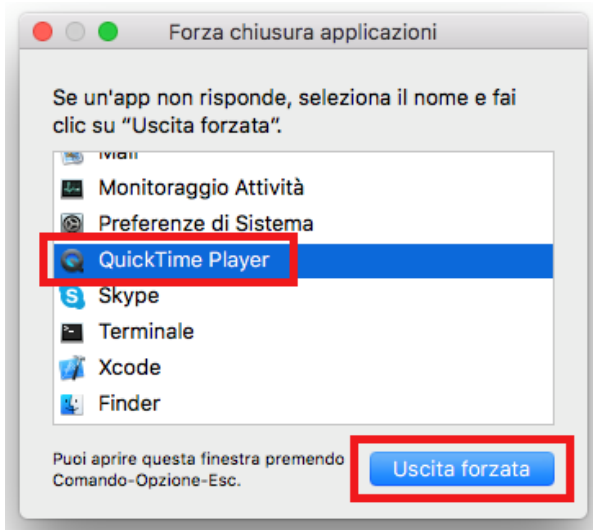 Forza chiusura applicazioni
Se un'app non risponde, seleziona il nome e fai
clic su “Uscita forzata”.
Mail
Monitoraggio Attività
Preferenze di Sistema
QuickTime Player
Skype
Terminale
Xcode
Finder
Puoi aprire questa finestra premendo
Comando-Opzione-Esc.
Uscita forzata